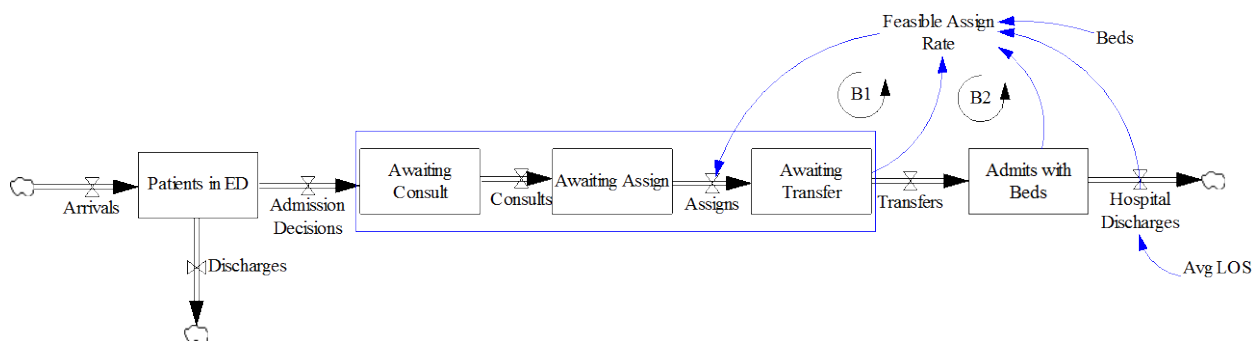 Feasible Assign
Rate
Beds
B1
B2
Patients in ED
Awaiting
Consult
Awaiting Assign
Awaiting
Transfer
Admits with
Beds
Arrivals
Admission
Decisions
Consults
Assigns
Transfers
Hospital
Discharges
Discharges
Avg LOS